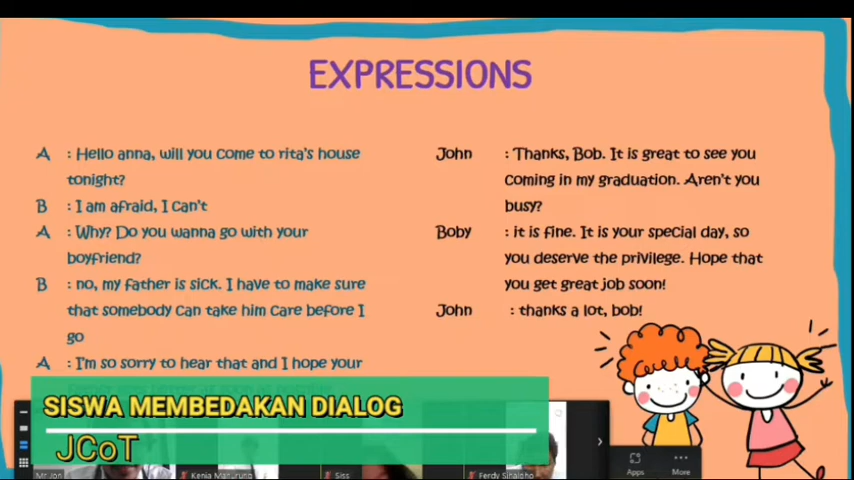 EXPRESSIONS
A : Hello anna, will you come to rita's house
tonight?
B : I am afraid, I can't
A : Why? Do you wanna go with your
boyfriend?
B : no, my father is sick. I have to make sure
that somebody can take him care before I
go
A : I'm so sorry to hear that and I hope your
John : Thanks, Bob. It is great to see you
coming in my graduation. Aren't you
busy?
Boby : it is fine. It is your special day, so
you deserve the privilege. Hope that
you get great job soon!
John : thanks a lot, bob!
SISWA MEMBEDAKAN DIALOG
JCoT
Mr.Jon
Kenia
Siss
Ferdy
Apps
More